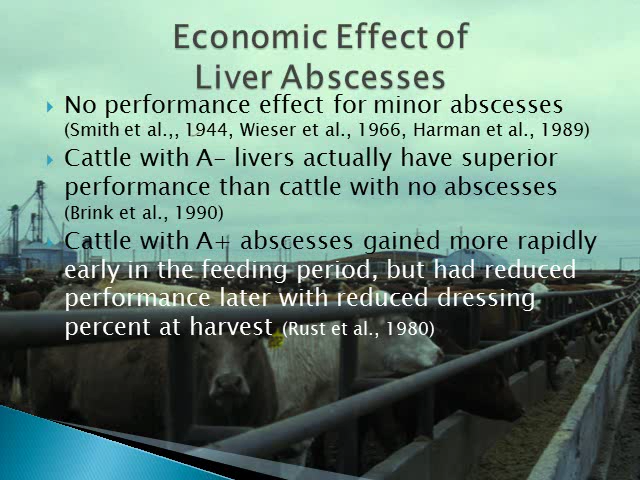 Economic Effect of
Liver Abscesses
No performance effect for minor abscesses
(Smith et al.,, 1944, Wieser et al., 1966, Harman et al., 1989)
Cattle with A- livers actually have superior
performance than cattle with no abscesses
(Brink et al., 1990)
Cattle with A+ abscesses gained more rapidly
early in the feeding period, but had reduced
performance later with reduced dressing
percent at harvest (Rust et al., 1980)